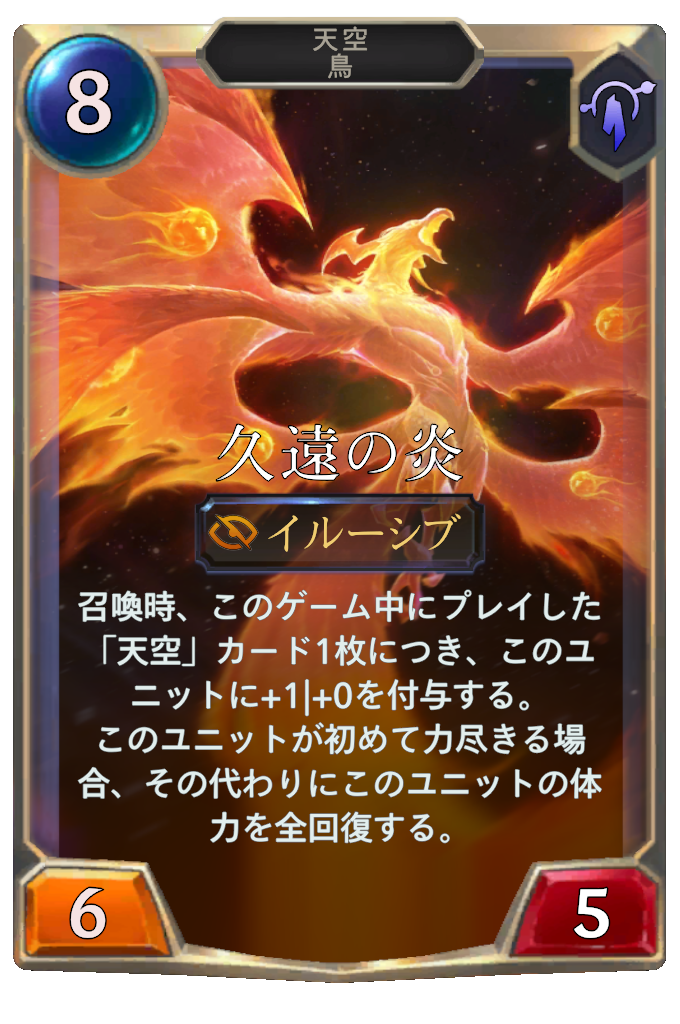 天空
鳥
8
久遠の炎
イルーシブ
召喚時、このゲーム中にプレイした
「天空」カード1枚につき、このユ
ニットに+1|+0を付与する。
このユニットが初めて力尽きる場
合、その代わりにこのユニットの体
力を全回復する。
6
5